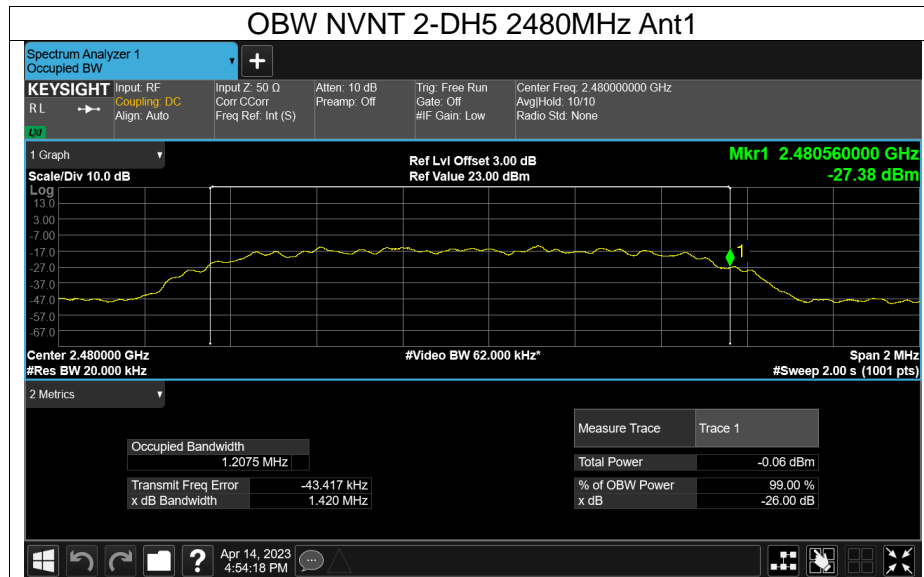 OBW NVNT 2-DH5 2480MHz Ant1
Spectrum Analyzer 1
Occupied BW
+
KEYSIGHT Input: RF Input Z: 50 Ω Atten: 10 dB Trig: Free Run Center Freq: 2.480000000 GHz
RL Coupling: DC Corr CCorr Preamp: Off Gate: Off Avg|Hold: 10/10
Align: Auto Freq Ref: Int (S) #IF Gain: Low Radio Std: None
LXI
1 Graph Ref Lvl Offset 3.00 dB Mkr1 2.480560000 GHz
Scale/Div 10.0 dB Ref Value 23.00 dBm -27.38 dBm
Log
13.0
3.00
-7.00
-17.0
-27.0
-37.0
-47.0
-57.0
-67.0
1
Center 2.480000 GHz #Video BW 62.000 kHz* Span 2 MHz
#Res BW 20.000 kHz #Sweep 2.00 s (1001 pts)
2 Metrics
Measure Trace Trace 1
Occupied Bandwidth
1.2075 MHz Total Power -0.06 dBm
Transmit Freq Error -43.417 kHz % of OBW Power 99.00 %
x dB Bandwidth 1.420 MHz x dB -26.00 dB
? Apr 14, 2023
4:54:18 PM